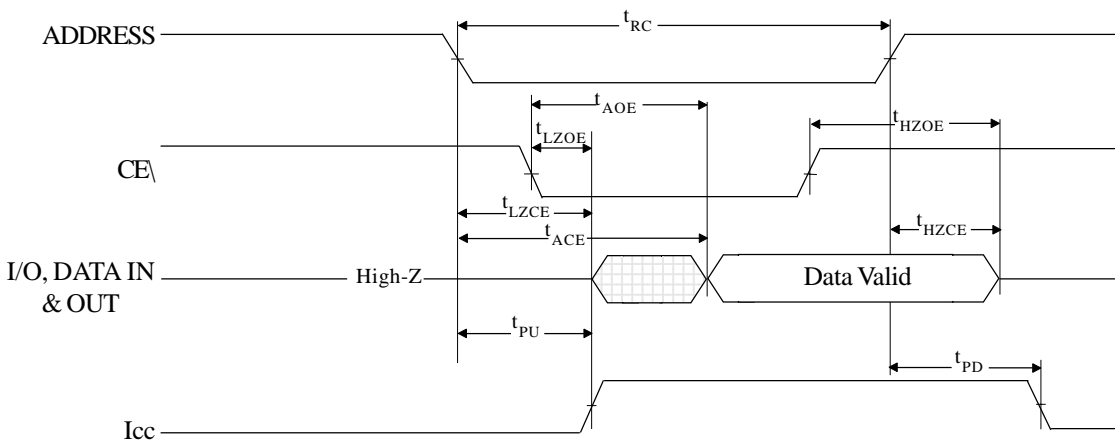 tRC
ADDRESS
tAOE
tLZOE
tHZOE
CE\
tLZCE
tHZCE
tACE
I/O, DATA IN
& OUT
High-Z
Data Valid
tPU
tPD
Icc